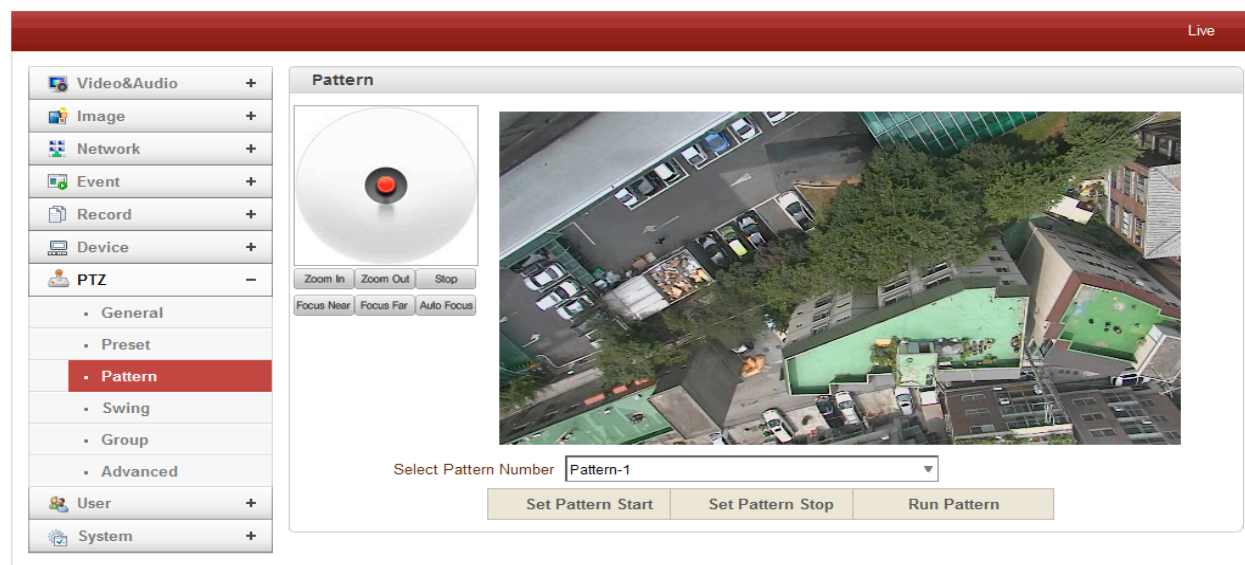 Live
Video&Audio +
Image +
Network +
Event +
Record +
Device +
PTZ –
General
Preset
Pattern
Swing
Group
Advanced
User +
System +
Pattern
Zoom In Zoom Out Stop
Focus Near Focus Far Auto Focus
Select Pattern Number Pattern-1
Set Pattern Start Set Pattern Stop Run Pattern